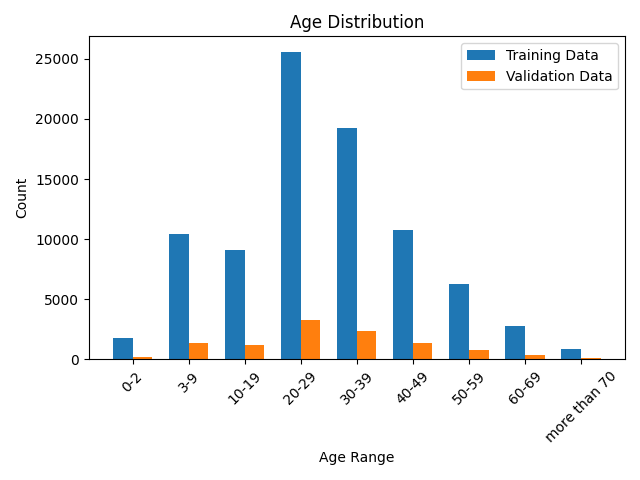 Age Distribution
Training Data
Validation Data
Count
25000
20000
15000
10000
5000
0
0-2
3-9
10-19
20-29
30-39
40-49
50-59
60-69
more than 70
Age Range